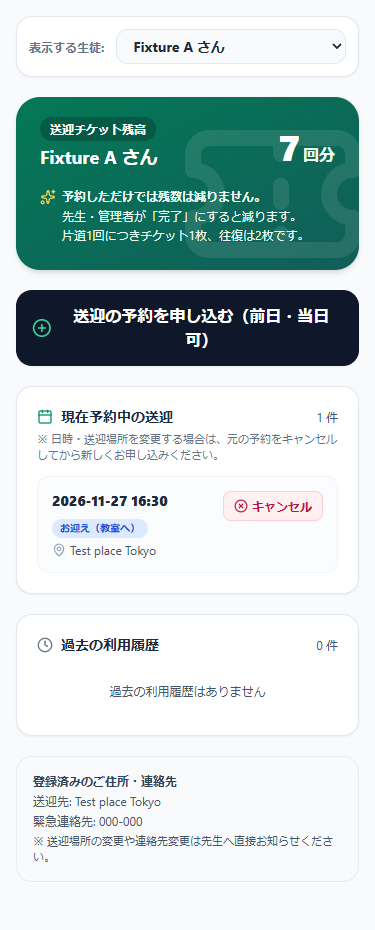 表示する生徒:
Fixture A さん
送迎チケット残高
Fixture A さん
7 回分
予約しただけでは残数は減りません。
先生・管理者が「完了」にすると減ります。
片道1回につきチケット1枚、往復は2枚です。
送迎の予約を申し込む（前日・当日
可）
現在予約中の送迎
1 件
※ 日時・送迎場所を変更する場合は、元の予約をキャンセル
してから新しくお申し込みください。
2026-11-27 16:30
キャンセル
お迎え（教室へ）
Test place Tokyo
過去の利用履歴
0 件
過去の利用履歴はありません
登録済みのご住所・連絡先
送迎先: Test place Tokyo
緊急連絡先: 000-000
※ 送迎場所の変更や連絡先変更は先生へ直接お知らせくださ
い。